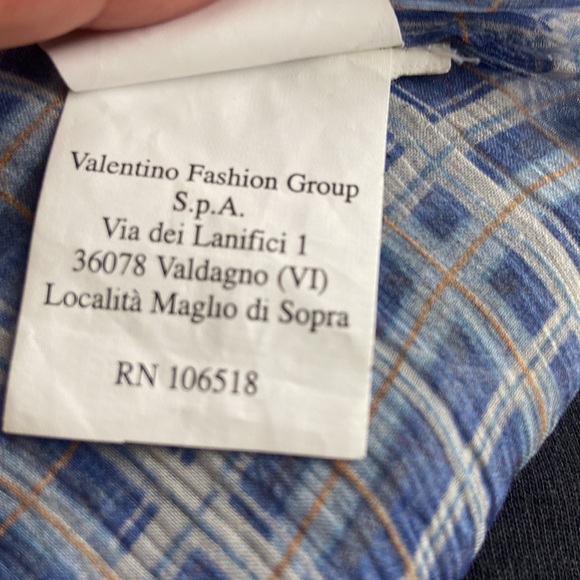 Valentino Fashion Group
S.p.A.
Via dei Lanifici 1
36078 Valdagno (VI)
Località Maglio di Sopra
RN 106518